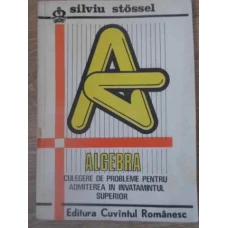 silviu stössel
ALGEBRA
CULEGERE DE PROBLEME PENTRU
ADMITEREA IN INVATAMINTUL
SUPERIOR
Editura Cuvîntul Românesc